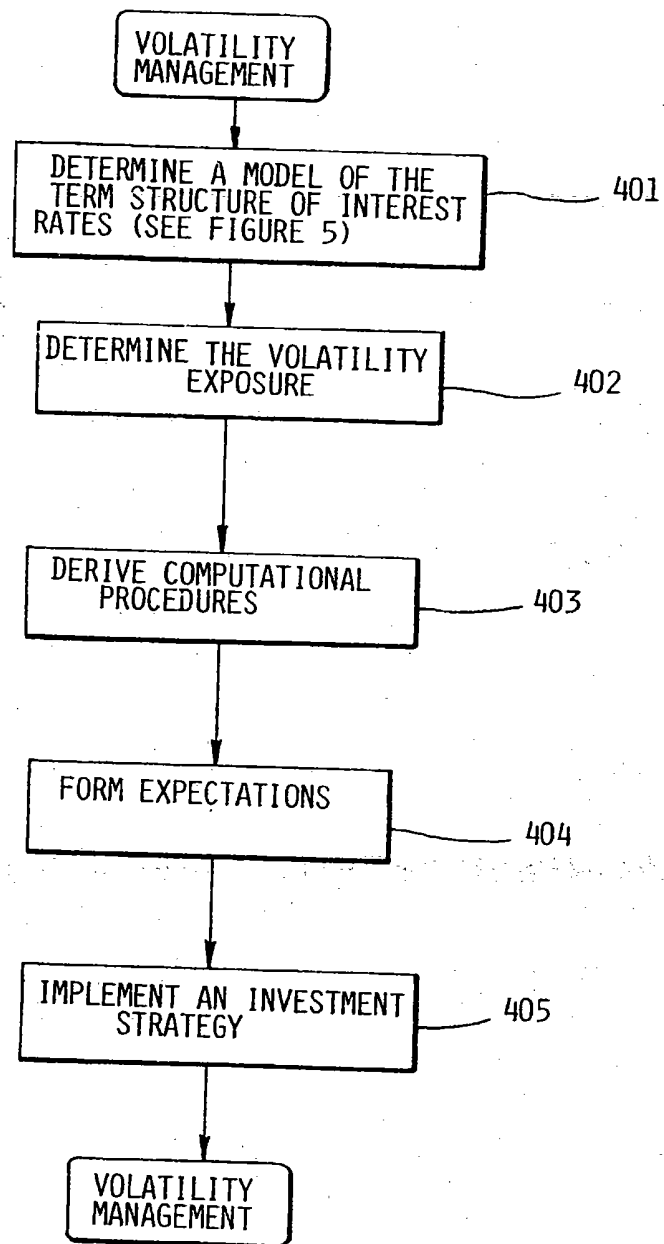 VOLATILITY
MANAGEMENT
DETERMINE A MODEL OF THE
TERM STRUCTURE OF INTEREST
RATES (SEE FIGURE 5)
401
DETERMINE THE VOLATILITY
EXPOSURE
402
DERIVE COMPUTATIONAL
PROCEDURES
403
FORM EXPECTATIONS
404
IMPLEMENT AN INVESTMENT
STRATEGY
405
VOLATILITY
MANAGEMENT